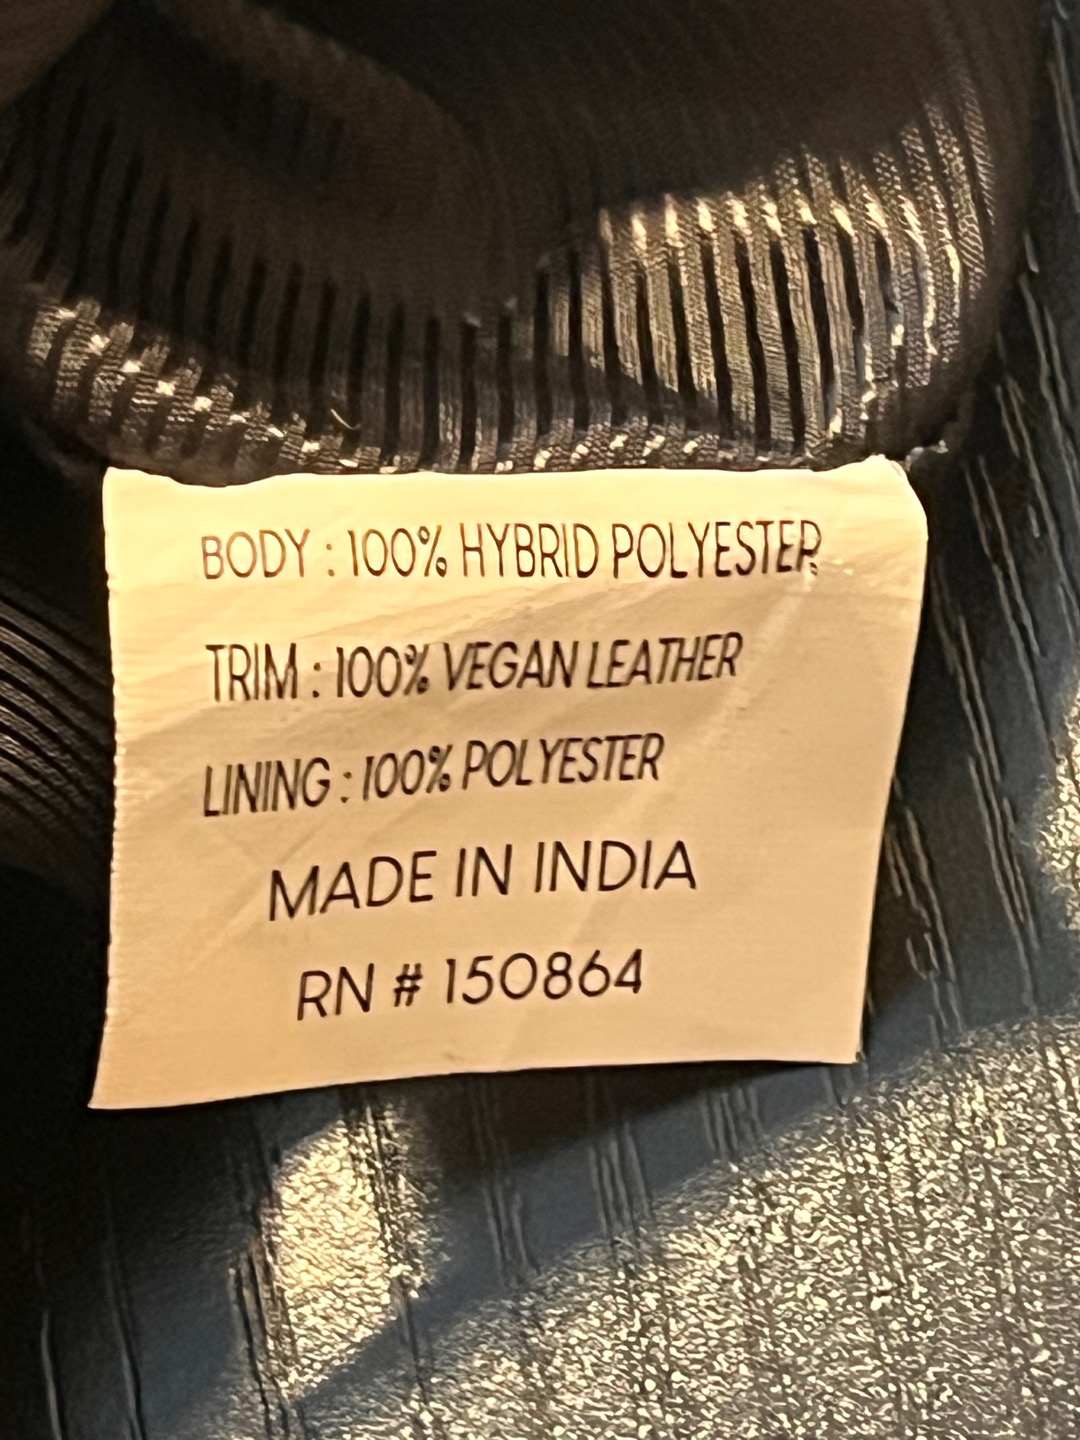 BODY : 100% HYBRID POLYESTER
TRIM : 100% VEGAN LEATHER
LINING : 100% POLYESTER
MADE IN INDIA
RN # 150864